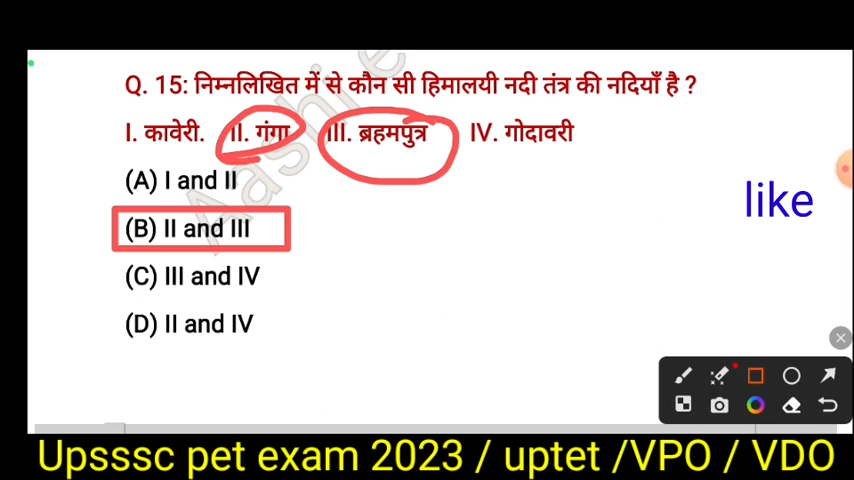 Q. 15: निम्नलिखित में से कौन सी हिमालयी नदी तंत्र की नदियाँ है ?
I. कावेरी. II. गंगा III. ब्रहमपुत्र IV. गोदावरी
(A) I and II
(B) II and III
(C) III and IV
(D) II and IV
like
Aashi e
Upsssc pet exam 2023 / uptet /VPO / VDO